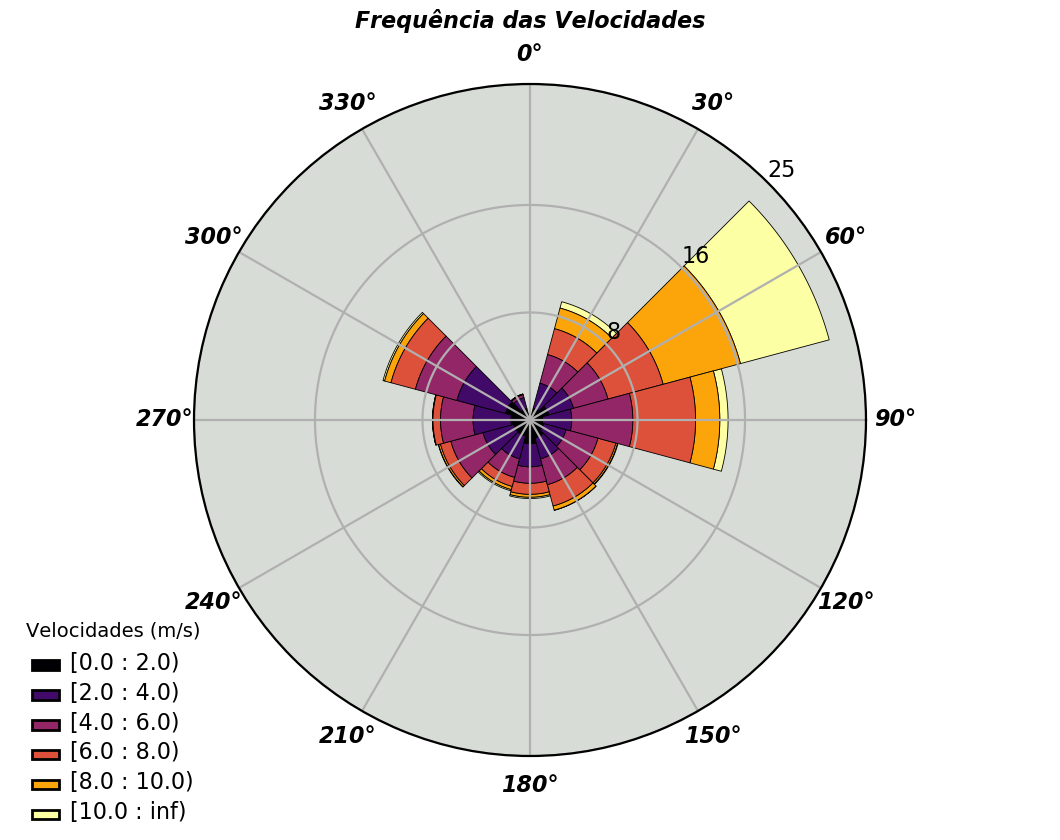 Frequência das Velocidades
0°
330°
30°
25
300°
60°
16
8
270°
90°
240°
120°
Velocidades (m/s)
[0.0 : 2.0)
[2.0 : 4.0)
[4.0 : 6.0)
[6.0 : 8.0)
[8.0 : 10.0)
[10.0 : inf)
210°
150°
180°